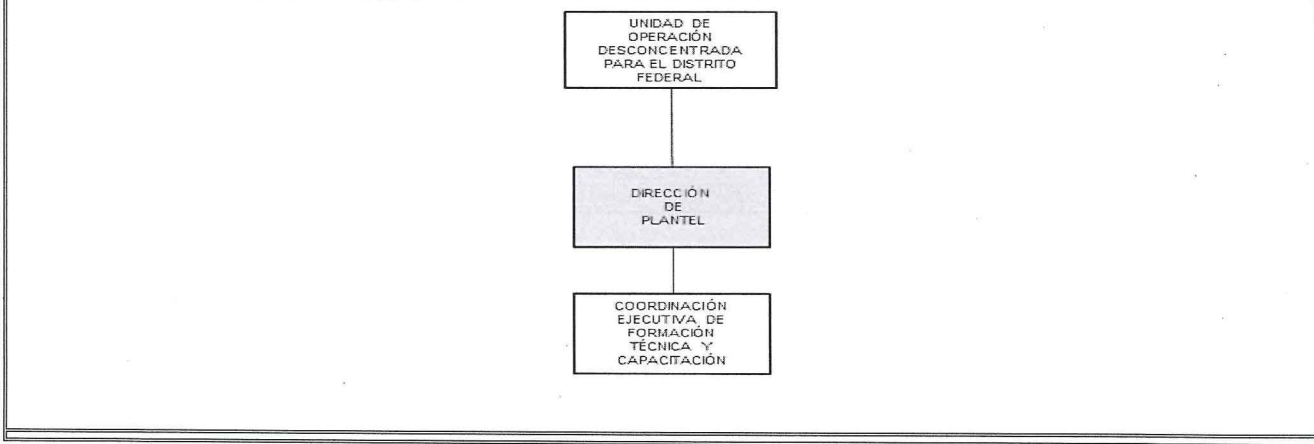 UNIDAD DE
OPERACIÓN
DESCONCENTRADA
PARA EL DISTRITO
FEDERAL
DIRECCIÓN
DE
PLANTEL
COORDINACIÓN
EJECUTIVA DE
FORMACIÓN
TÉCNICA Y
CAPACITACIÓN